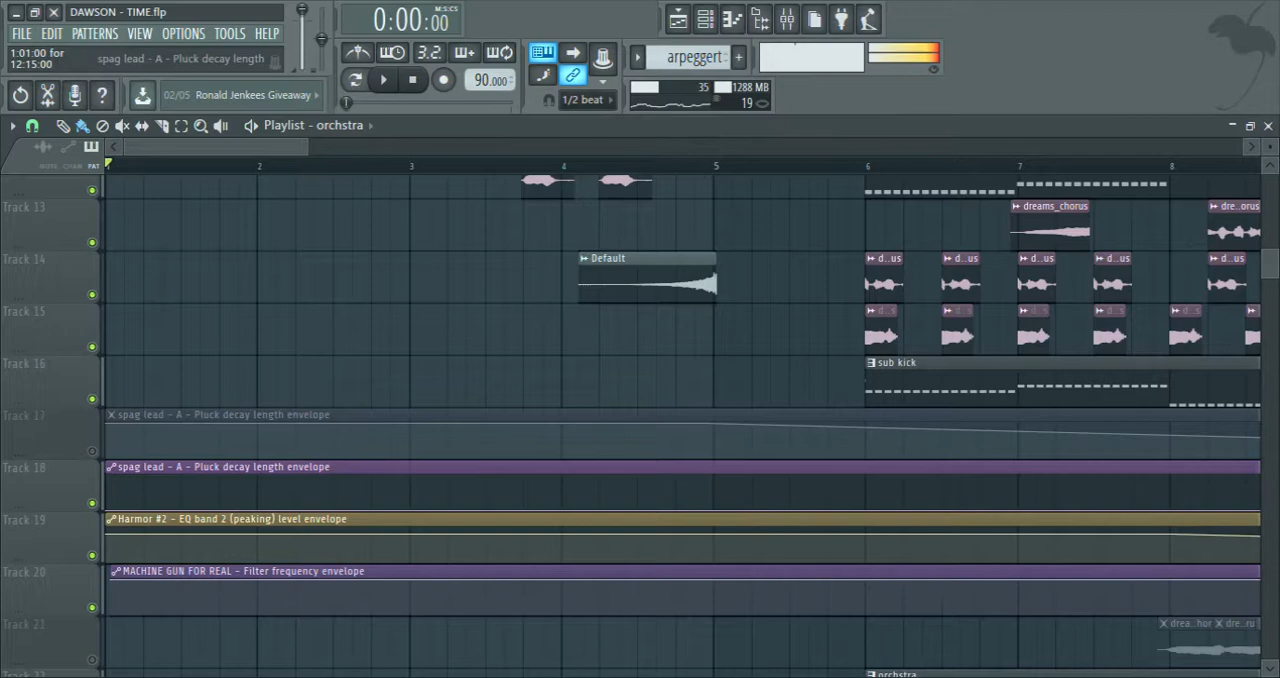 DAWSON - TIME.flp
FILE EDIT PATTERNS VIEW OPTIONS TOOLS HELP
1:01:00 for
12:15:00
spag lead - A - Pluck decay length
0:00:00
M:S:CS
3.2.
90.000
1/2 beat
arpeggert
35
1288 MB
19
02/05 Ronald Jenkees Giveaway
Playlist - orchstra
NOTE CHAN PAT
2 3 4 5 6 7 8
Track 13
dreams_chorus
dre..orus
Track 14
Default
d...us
d...us
d...us
d...us
d...us
Track 15
d...s
d...s
d...s
d...s
d...s
Track 16
sub kick
Track 17
spag lead - A - Pluck decay length envelope
Track 18
spag lead - A - Pluck decay length envelope
Track 19
Harmor #2 - EQ band 2 (peaking) level envelope
Track 20
MACHINE GUN FOR REAL - Filter frequency envelope
Track 21
drea...hor
dre...ru
orchstra